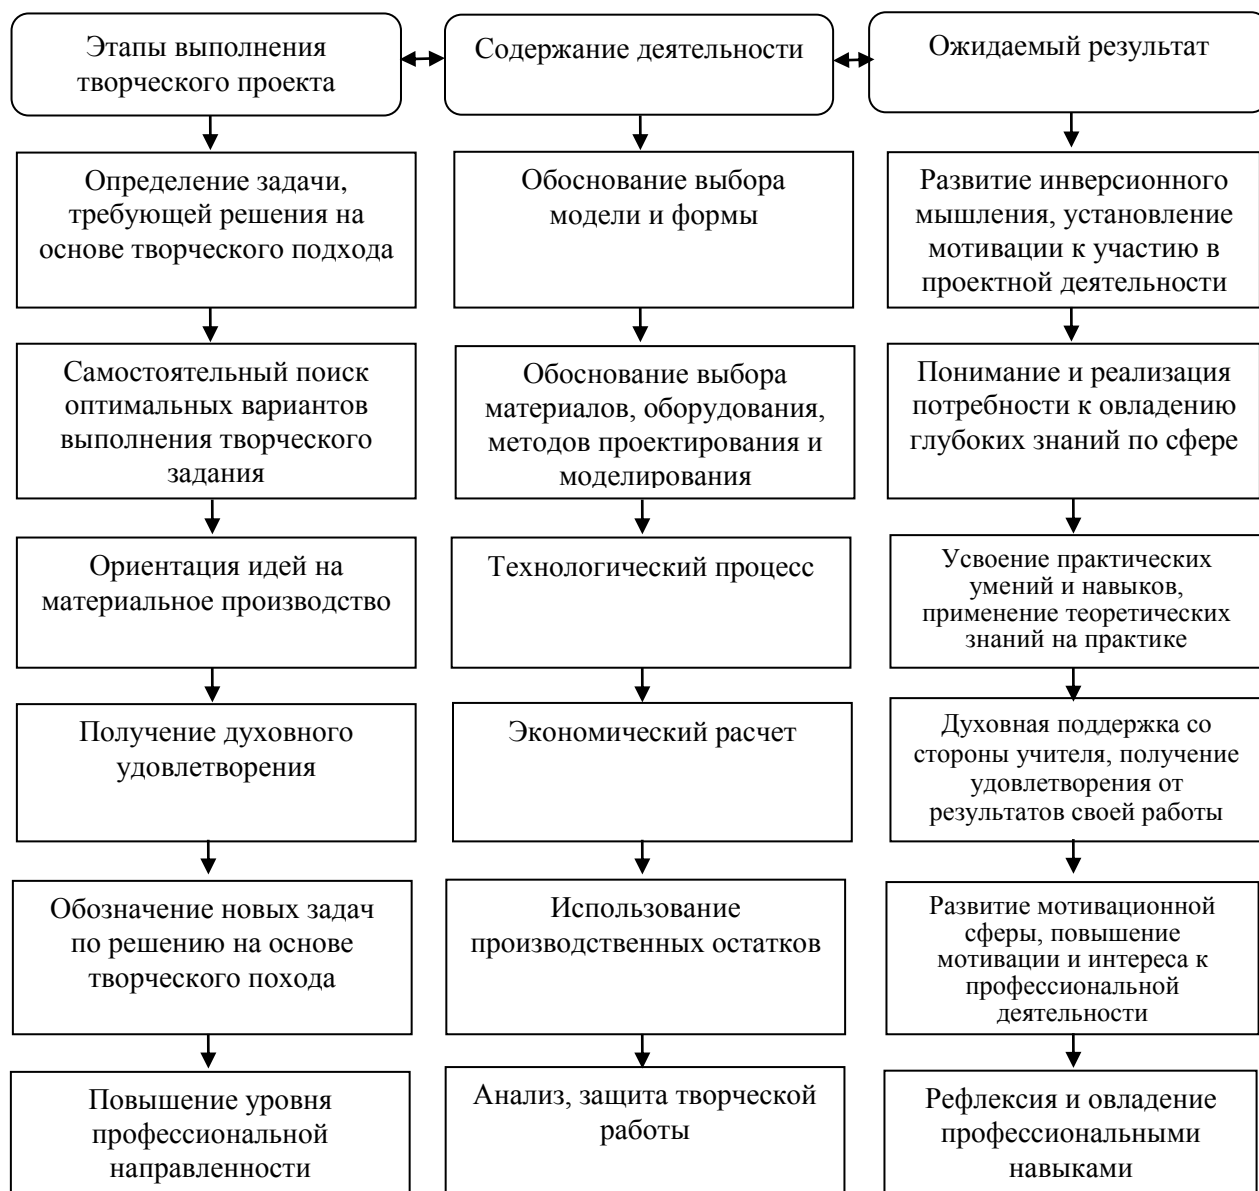 Этапы выполнения
творческого проекта
Содержание деятельности
Ожидаемый результат
Определение задачи,
требующей решения на
основе творческого подхода
Обоснование выбора
модели и формы
Развитие инверсионного
мышления, установление
мотивации к участию в
проектной деятельности
Самостоятельный поиск
оптимальных вариантов
выполнения творческого
задания
Обоснование выбора
материалов, оборудования,
методов проектирования и
моделирования
Понимание и реализация
потребности к овладению
глубоких знаний по сфере
Ориентация идей на
материальное производство
Технологический процесс
Усвоение практических
умений и навыков,
применение теоретических
знаний на практике
Получение духовного
удовлетворения
Экономический расчет
Духовная поддержка со
стороны учителя, получение
удовлетворения от
результатов своей работы
Обозначение новых задач
по решению на основе
творческого похода
Использование
производственных остатков
Развитие мотивационной
сферы, повышение
мотивации и интереса к
профессиональной
деятельности
Повышение уровня
профессиональной
направленности
Анализ, защита творческой
работы
Рефлексия и овладение
профессиональными
навыками